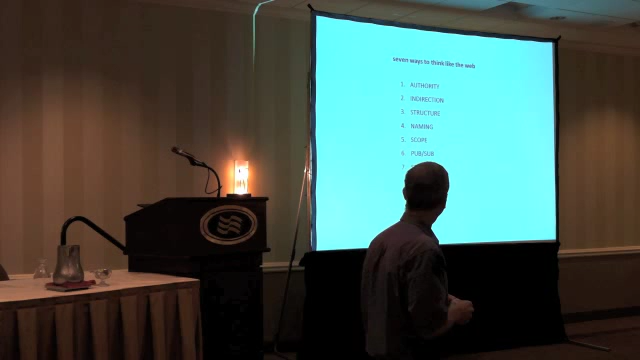 seven ways to think like the web
1. AUTHORITY
2. INDIRECTION
3. STRUCTURE
4. NAMING
5. SCOPE
6. PUB/SUB
7.